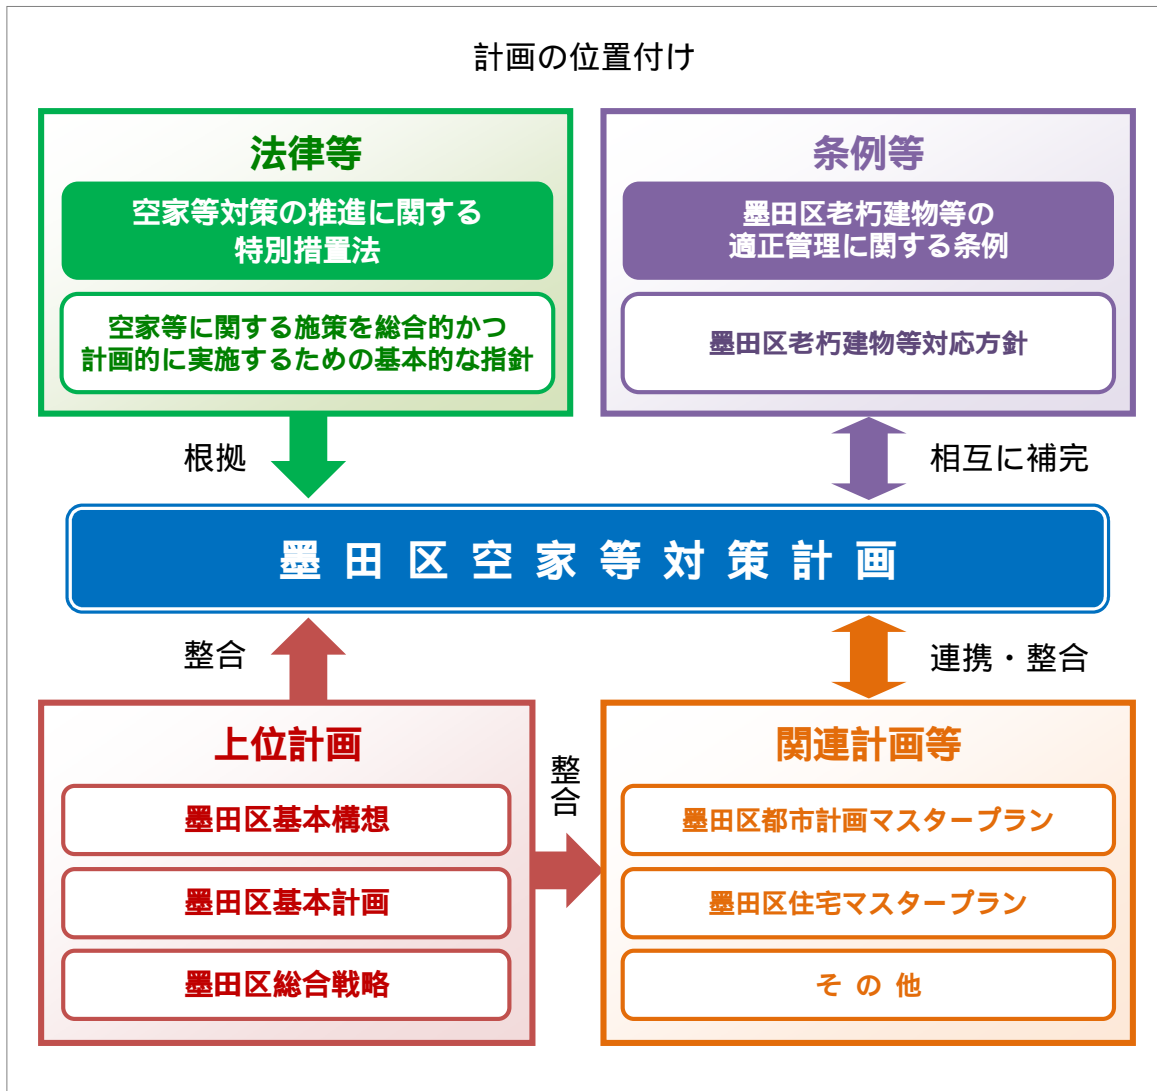 計画の位置付け
法律等
空家等対策の推進に関する
特別措置法
空家等に関する施策を総合的かつ
計画的に実施するための基本的な指針
条例等
墨田区老朽建物等の
適正管理に関する条例
墨田区老朽建物等対応方針
根拠
相互に補完
墨田区空家等対策計画
整合
連携・整合
上位計画
墨田区基本構想
墨田区基本計画
墨田区総合戦略
整合
関連計画等
墨田区都市計画マスタープラン
墨田区住宅マスタープラン
その他